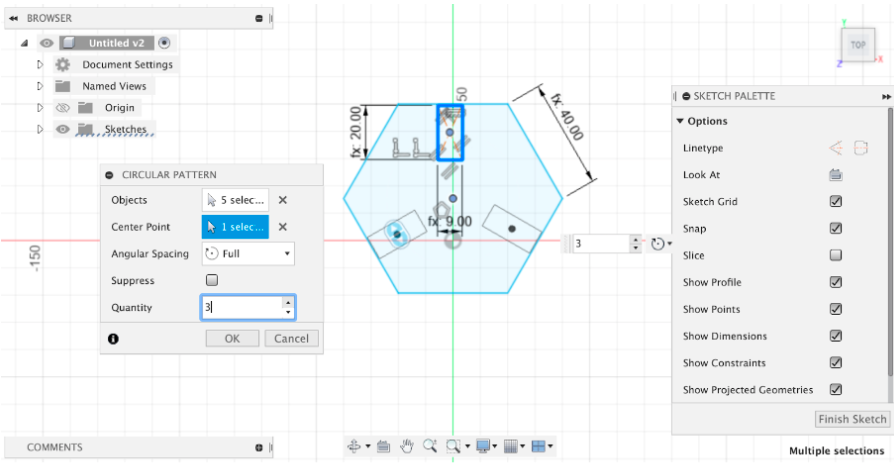 BROWSER
Untitled v2
Document Settings
Named Views
Origin
Sketches
CIRCULAR PATTERN
Objects
5 selec...
Center Point
1 selec...
Angular Spacing
Full
Suppress
Quantity
3
OK
Cancel
-150
50
fx: 20.00
fx: 40.00
fx: 9.00
3
Y
TOP
X
Z
SKETCH PALETTE
Options
Linetype
Look At
Sketch Grid
Snap
Slice
Show Profile
Show Points
Show Dimensions
Show Constraints
Show Projected Geometries
Finish Sketch
COMMENTS
Multiple selections